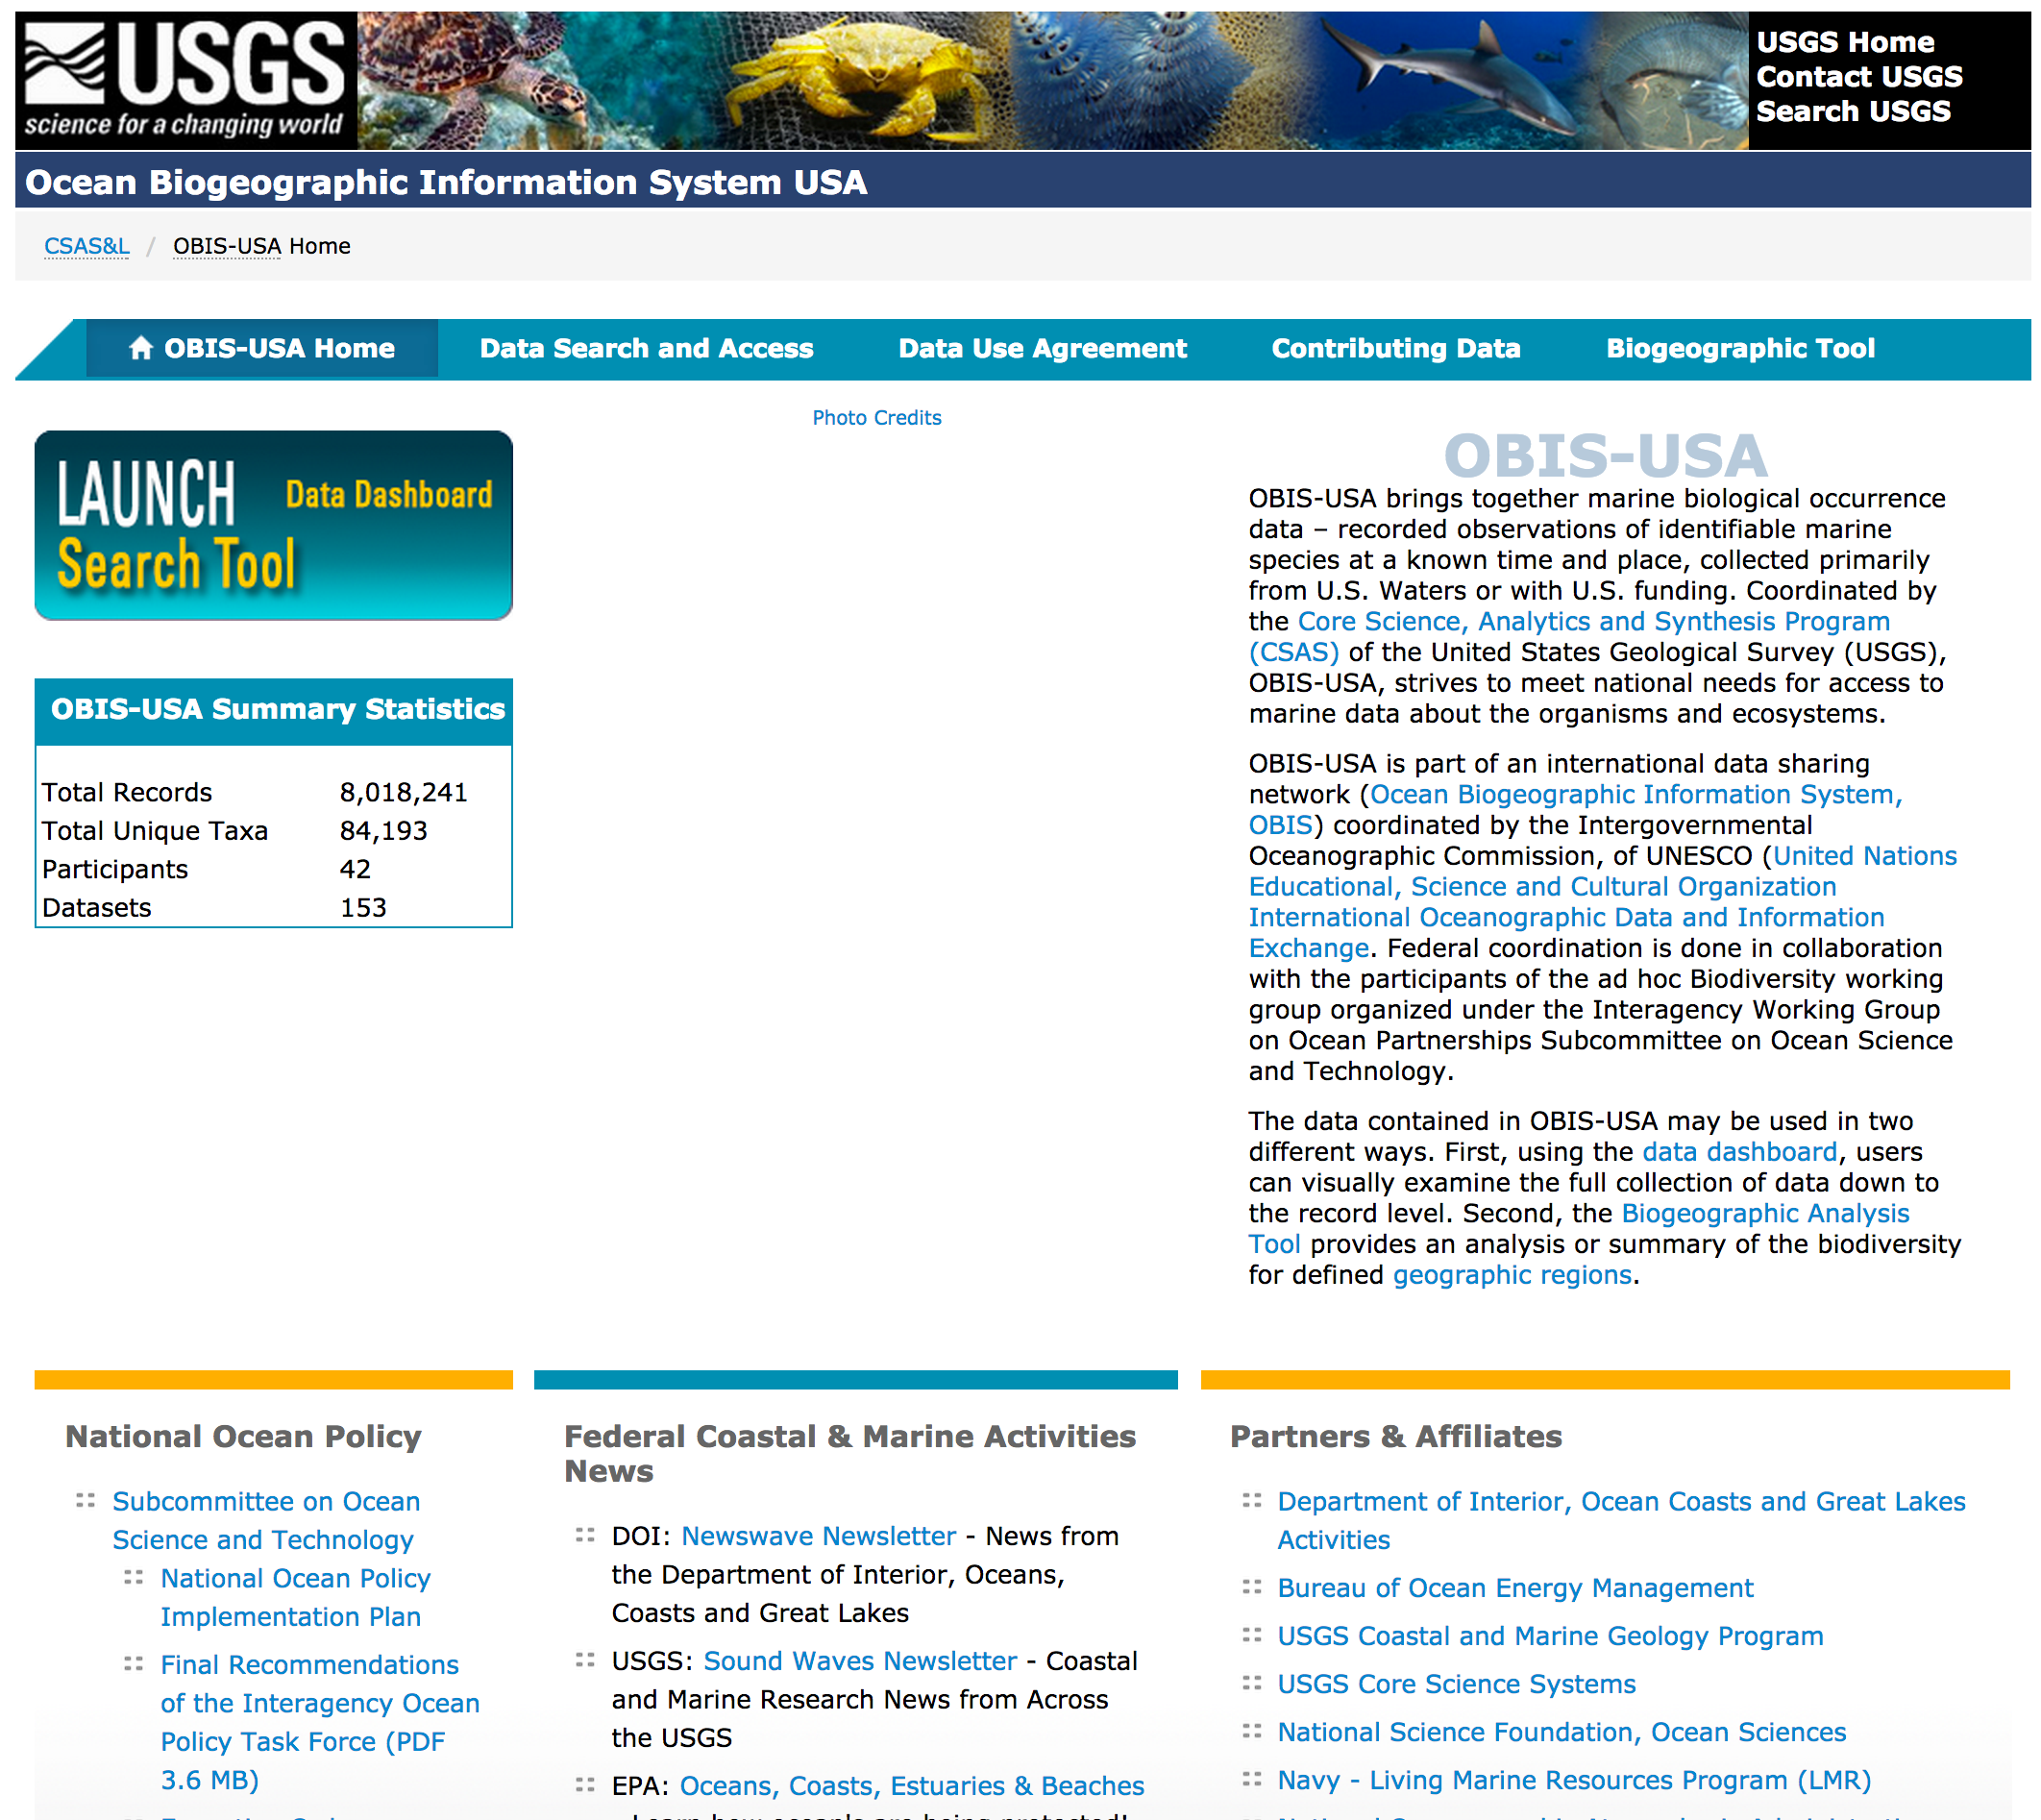 USGS
science for a changing world
USGS Home
Contact USGS
Search USGS
Ocean Biogeographic Information System USA
CSAS&L / OBIS-USA Home
OBIS-USA Home Data Search and Access Data Use Agreement Contributing Data Biogeographic Tool
LAUNCH Data Dashboard
Search Tool
OBIS-USA Summary Statistics
Total Records 8,018,241
Total Unique Taxa 84,193
Participants 42
Datasets 153
Photo Credits
OBIS-USA
OBIS-USA brings together marine biological occurrence
data – recorded observations of identifiable marine
species at a known time and place, collected primarily
from U.S. Waters or with U.S. funding. Coordinated by
the Core Science, Analytics and Synthesis Program
(CSAS) of the United States Geological Survey (USGS),
OBIS-USA, strives to meet national needs for access to
marine data about the organisms and ecosystems.
OBIS-USA is part of an international data sharing
network (Ocean Biogeographic Information System,
OBIS) coordinated by the Intergovernmental
Oceanographic Commission, of UNESCO (United Nations
Educational, Science and Cultural Organization
International Oceanographic Data and Information
Exchange. Federal coordination is done in collaboration
with the participants of the ad hoc Biodiversity working
group organized under the Interagency Working Group
on Ocean Partnerships Subcommittee on Ocean Science
and Technology.
The data contained in OBIS-USA may be used in two
different ways. First, using the data dashboard, users
can visually examine the full collection of data down to
the record level. Second, the Biogeographic Analysis
Tool provides an analysis or summary of the biodiversity
for defined geographic regions.
National Ocean Policy
Subcommittee on Ocean
Science and Technology
National Ocean Policy
Implementation Plan
Final Recommendations
of the Interagency Ocean
Policy Task Force (PDF
3.6 MB)
Federal Coastal & Marine Activities
News
DOI: Newswave Newsletter - News from
the Department of Interior, Oceans,
Coasts and Great Lakes
USGS: Sound Waves Newsletter - Coastal
and Marine Research News from Across
the USGS
EPA: Oceans, Coasts, Estuaries & Beaches
- Learn how ocean's are being protected!
Partners & Affiliates
Department of Interior, Ocean Coasts and Great Lakes
Activities
Bureau of Ocean Energy Management
USGS Coastal and Marine Geology Program
USGS Core Science Systems
National Science Foundation, Ocean Sciences
Navy - Living Marine Resources Program (LMR)